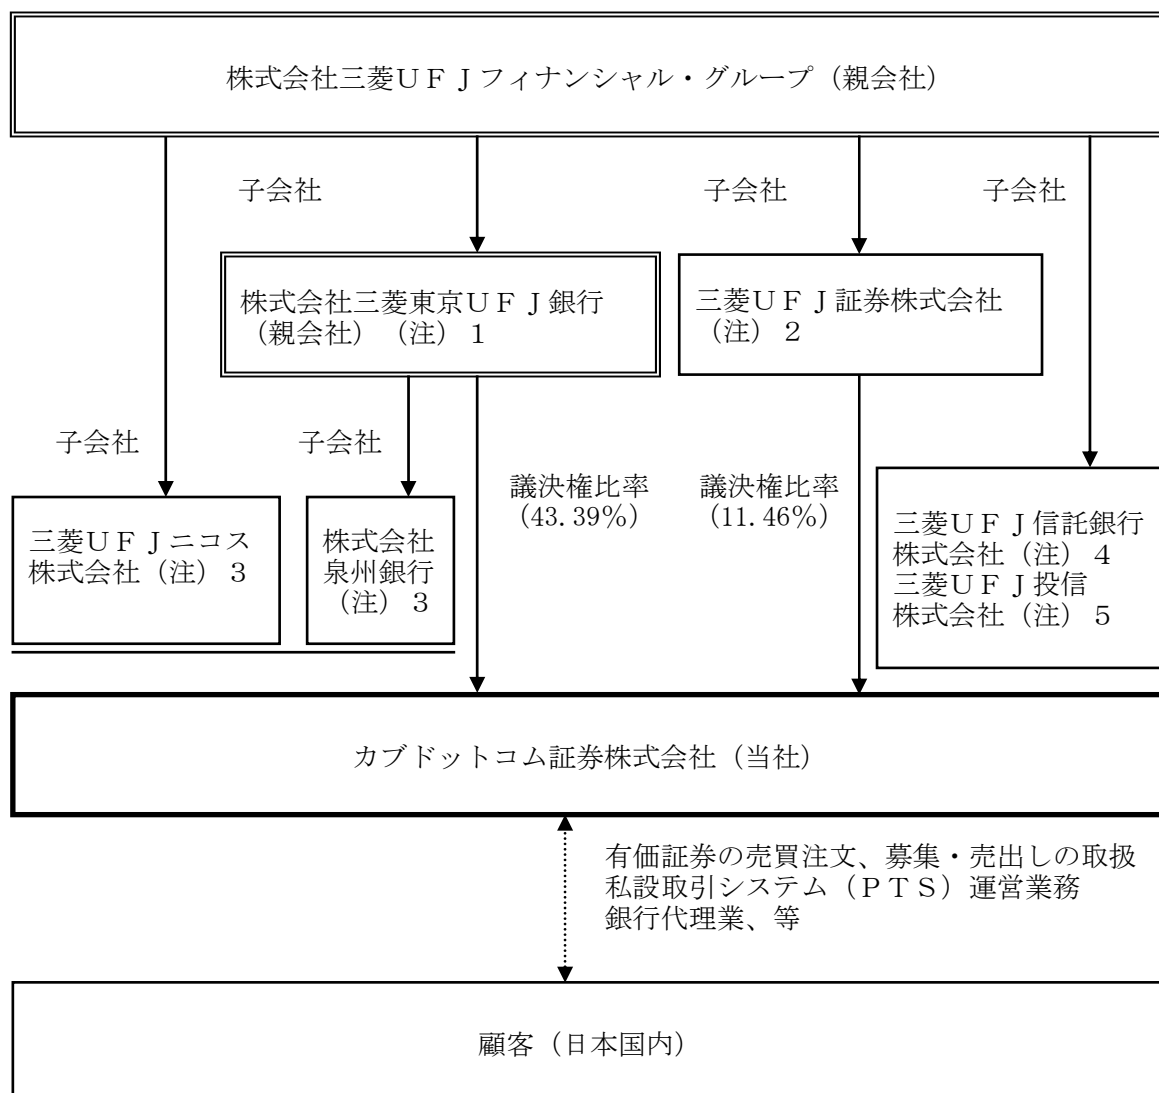 株式会社三菱ＵＦＪフィナンシャル・グループ（親会社）
子会社
子会社
子会社
株式会社三菱東京ＵＦＪ銀行
（親会社）（注）１
三菱ＵＦＪ証券株式会社
（注）２
子会社
子会社
議決権比率
(43.39%)
議決権比率
(11.46%)
三菱ＵＦＪニコス
株式会社（注）３
株式会社
泉州銀行
（注）３
三菱ＵＦＪ信託銀行
株式会社（注）４
三菱ＵＦＪ投信
株式会社（注）５
カブドットコム証券株式会社（当社）
有価証券の売買注文、募集・売出しの取扱
私設取引システム（ＰＴＳ）運営業務
銀行代理業、等
顧客（日本国内）